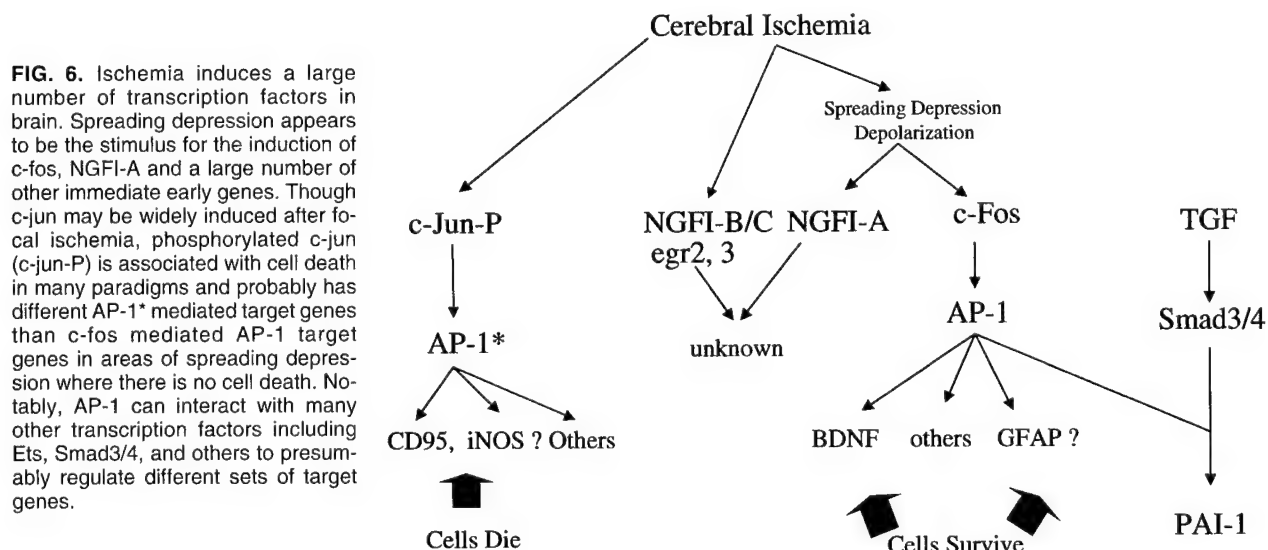 FIG. 6. Ischemia induces a large
number of transcription factors in
brain. Spreading depression appears
to be the stimulus for the induction of
c-fos, NGFI-A and a large number of
other immediate early genes. Though
c-jun may be widely induced after fo-
cal ischemia, phosphorylated c-jun
(c-jun-P) is associated with cell death
in many paradigms and probably has
different AP-1* mediated target genes
than c-fos mediated AP-1 target
genes in areas of spreading depres-
sion where there is no cell death. No-
tably, AP-1 can interact with many
other transcription factors including
Ets, Smad3/4, and others to presum-
ably regulate different sets of target
genes.
Cerebral Ischemia
Spreading Depression
Depolarization
c-Jun-P
NGFI-B/C
egr2, 3
NGFI-A
c-Fos
TGF
AP-1*
unknown
AP-1
Smad3/4
CD95, iNOS ? Others
BDNF others GFAP ?
PAI-1
Cells Die
Cells Survive